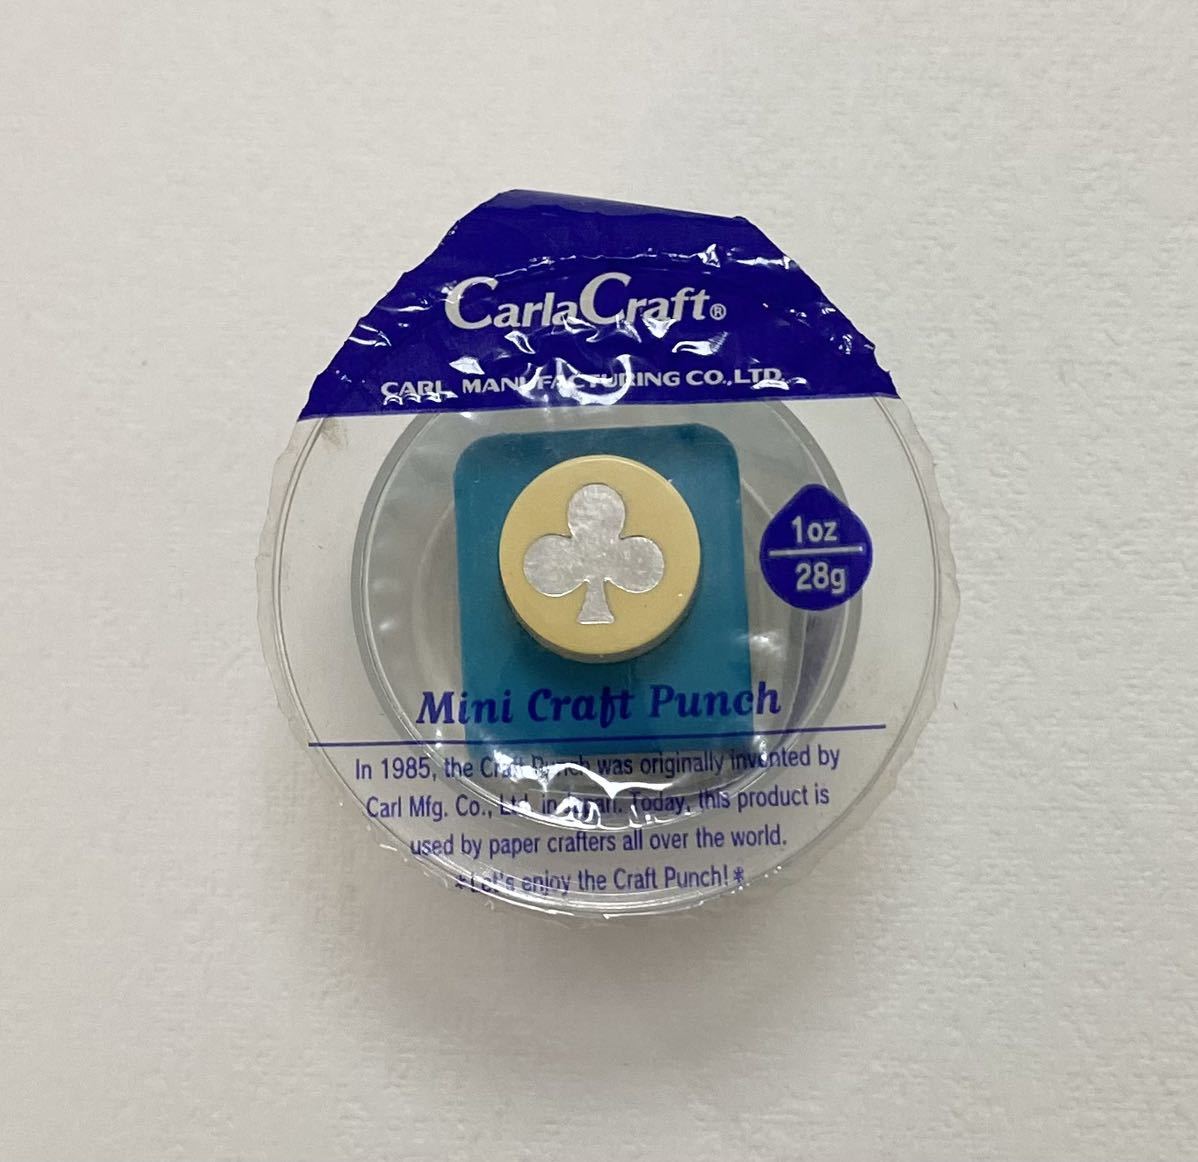 CarlaCraft®
CARL MANUFACTURING CO.,LTD.
1oz
28g
Mini Craft Punch
In 1985, the Craft Punch was originally invented by
Carl Mfg. Co., Ltd. in Japan. Today, this product is
used by paper crafters all over the world.
*Let's enjoy the Craft Punch!*